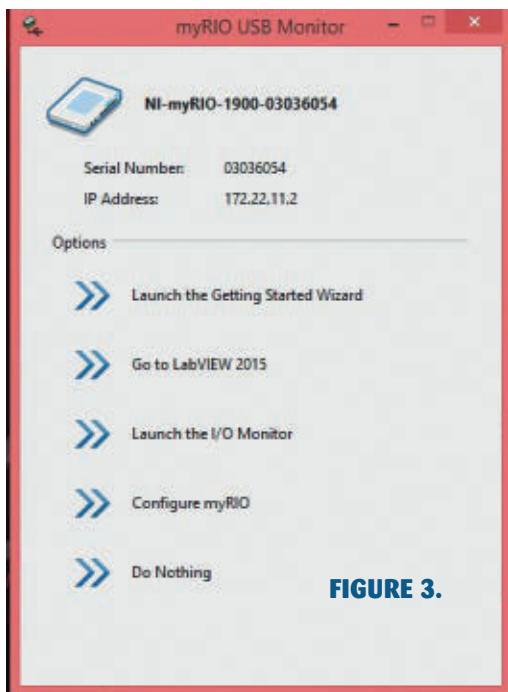 myRIO USB Monitor
NI-myRIO-1900-03036054
Serial Number: 03036054
IP Address: 172.22.11.2
Options
Launch the Getting Started Wizard
Go to LabVIEW 2015
Launch the I/O Monitor
Configure myRIO
Do Nothing
FIGURE 3.